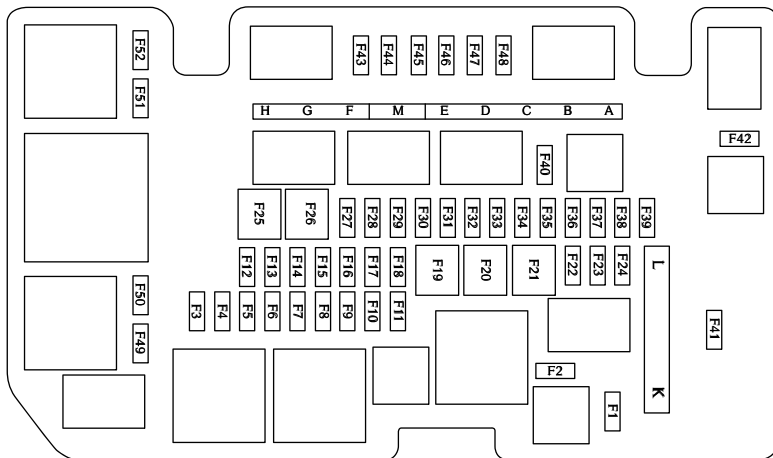 F52
F43 F44 F45 F46 F47 F48
F51
H G F M E D C B A
F42
F40
F25 F26 F27 F28 F29 F30 F31 F32 F33 F34 F35 F36 F37 F38 F39
F12 F13 F14 F15 F16 F17 F18 F19 F20 F21 F22 F23 F24 L
F50
F3 F4 F5 F6 F7 F8 F9 F10 F11
F41
F49
F2
K
F1